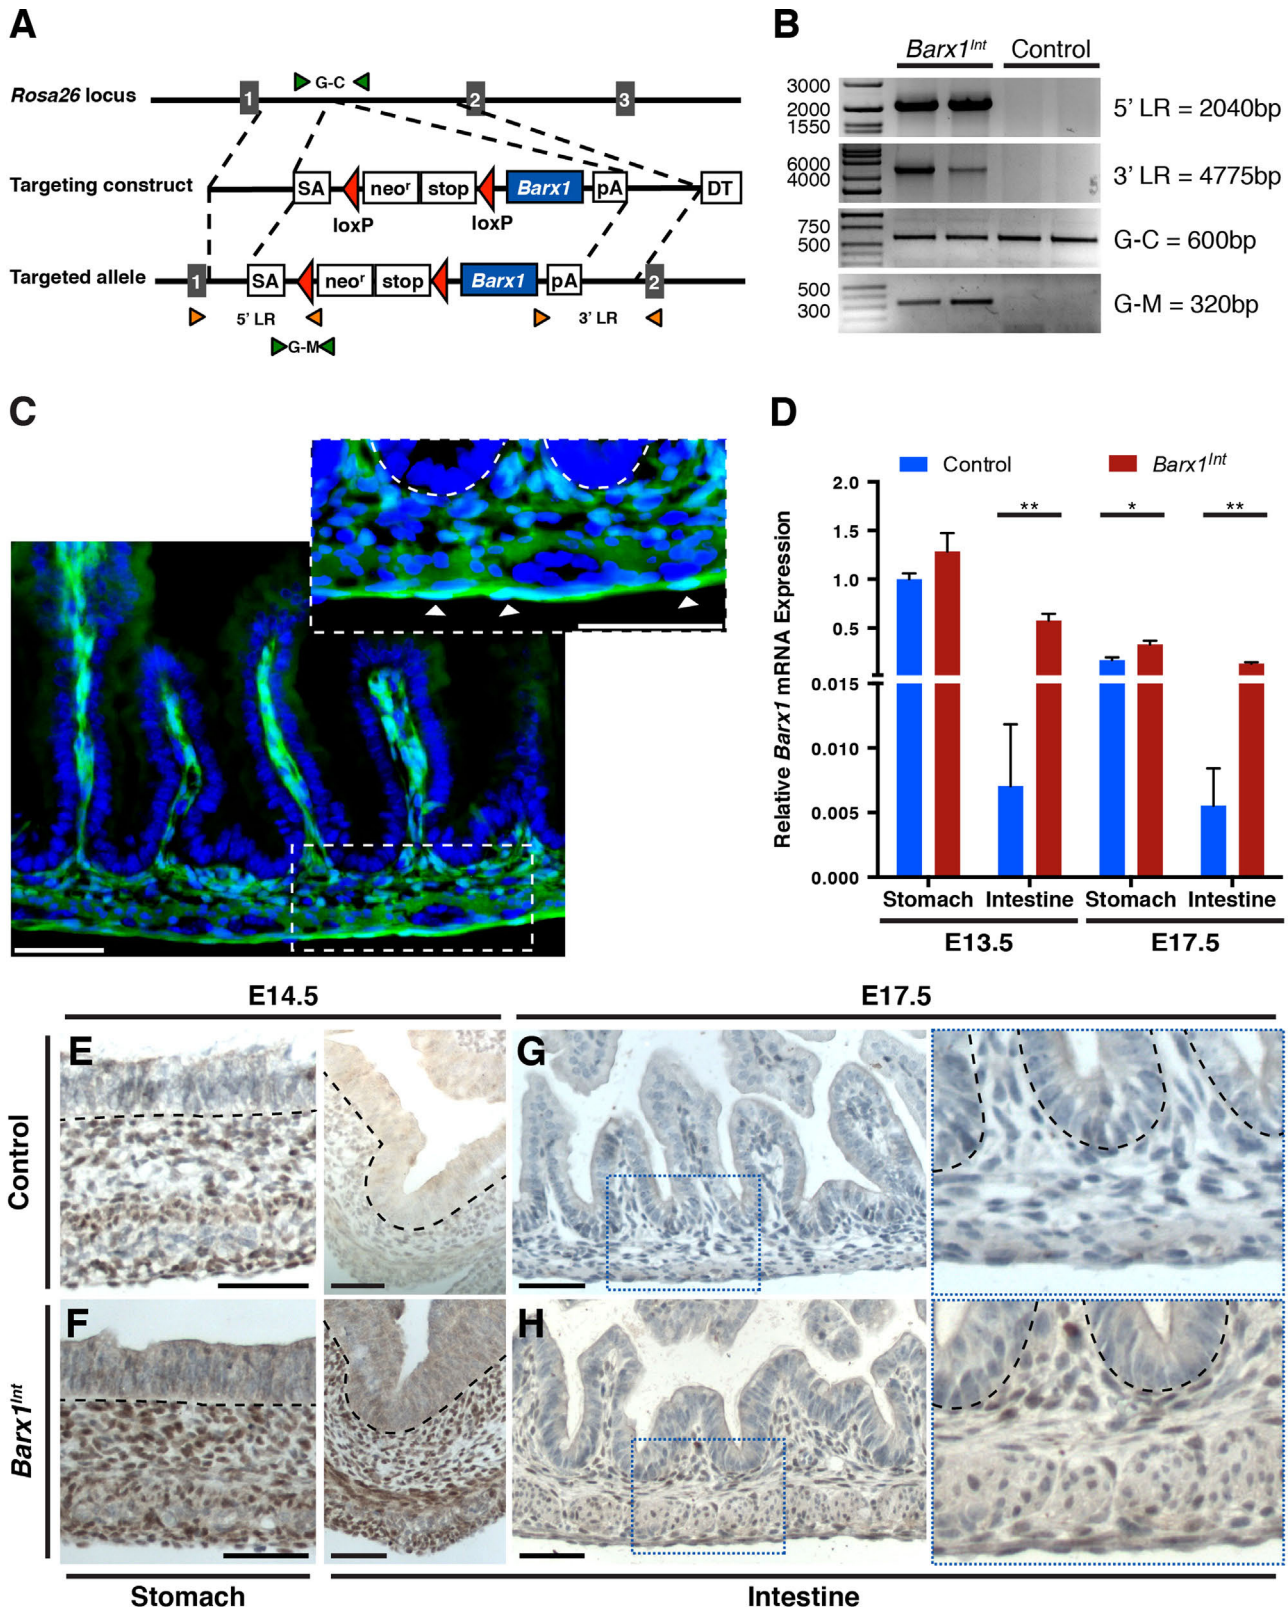 A
G-C
Rosa26 locus
1
2
3
Targeting construct
SA
neoʳ
stop
Barx1
pA
DT
loxP
loxP
Targeted allele
1
SA
neoʳ
stop
Barx1
pA
2
5' LR
3' LR
G-M
B
Barx1ᴵⁿᵗ
Control
3000
2000
1550
5' LR = 2040bp
6000
4000
3' LR = 4775bp
750
500
G-C = 600bp
500
300
G-M = 320bp
C
D
Control
Barx1ᴵⁿᵗ
Relative Barx1 mRNA Expression
2.0
1.5
1.0
0.5
0.015
0.010
0.005
0.000
**
*
**
Stomach Intestine Stomach Intestine
E13.5
E17.5
E14.5
E17.5
Control
E
G
Barx1ᴵⁿᵗ
F
H
Stomach
Intestine